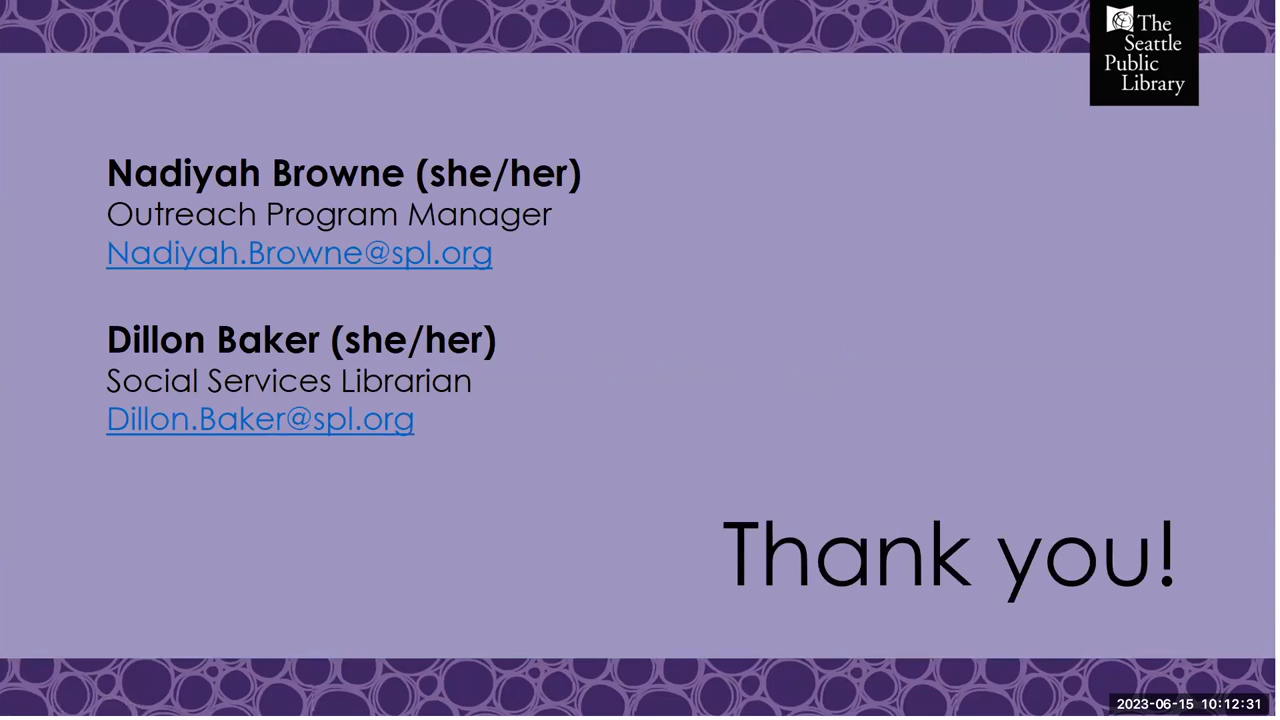 The
Seattle
Public
Library
Nadiyah Browne (she/her)
Outreach Program Manager
Nadiyah.Browne@spl.org
Dillon Baker (she/her)
Social Services Librarian
Dillon.Baker@spl.org
Thank you!
2023-06-15 10:12:31